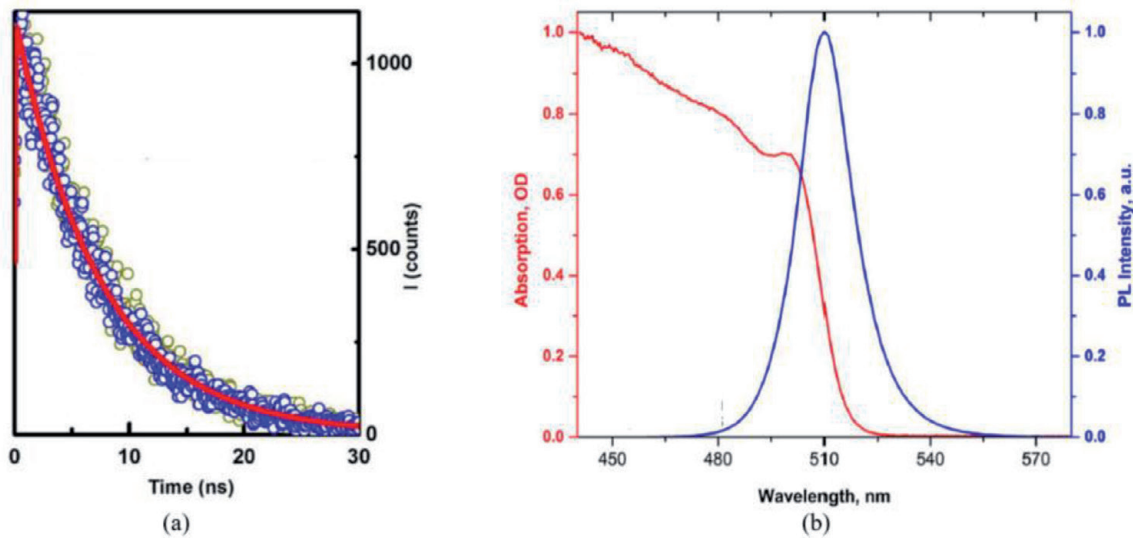 1000
500
0
I (counts)
0 10 20 30
Time (ns)
(a)
1.0
0.8
0.6
0.4
0.2
0.0
Absorption, OD
1.0
0.8
0.6
0.4
0.2
0.0
PL Intensity, a.u.
450 480 510 540 570
Wavelength, nm
(b)